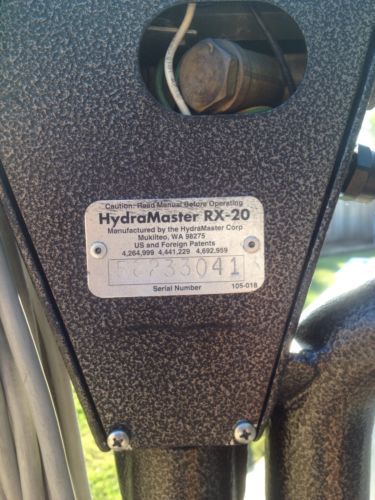 Caution: Read Manual Before Operating
HydraMaster RX-20
Manufactured by the HydraMaster Corp
Mukilteo, WA 98275
US and Foreign Patents
4,264,999 4,441,229 4,692,959
Serial Number
105-018